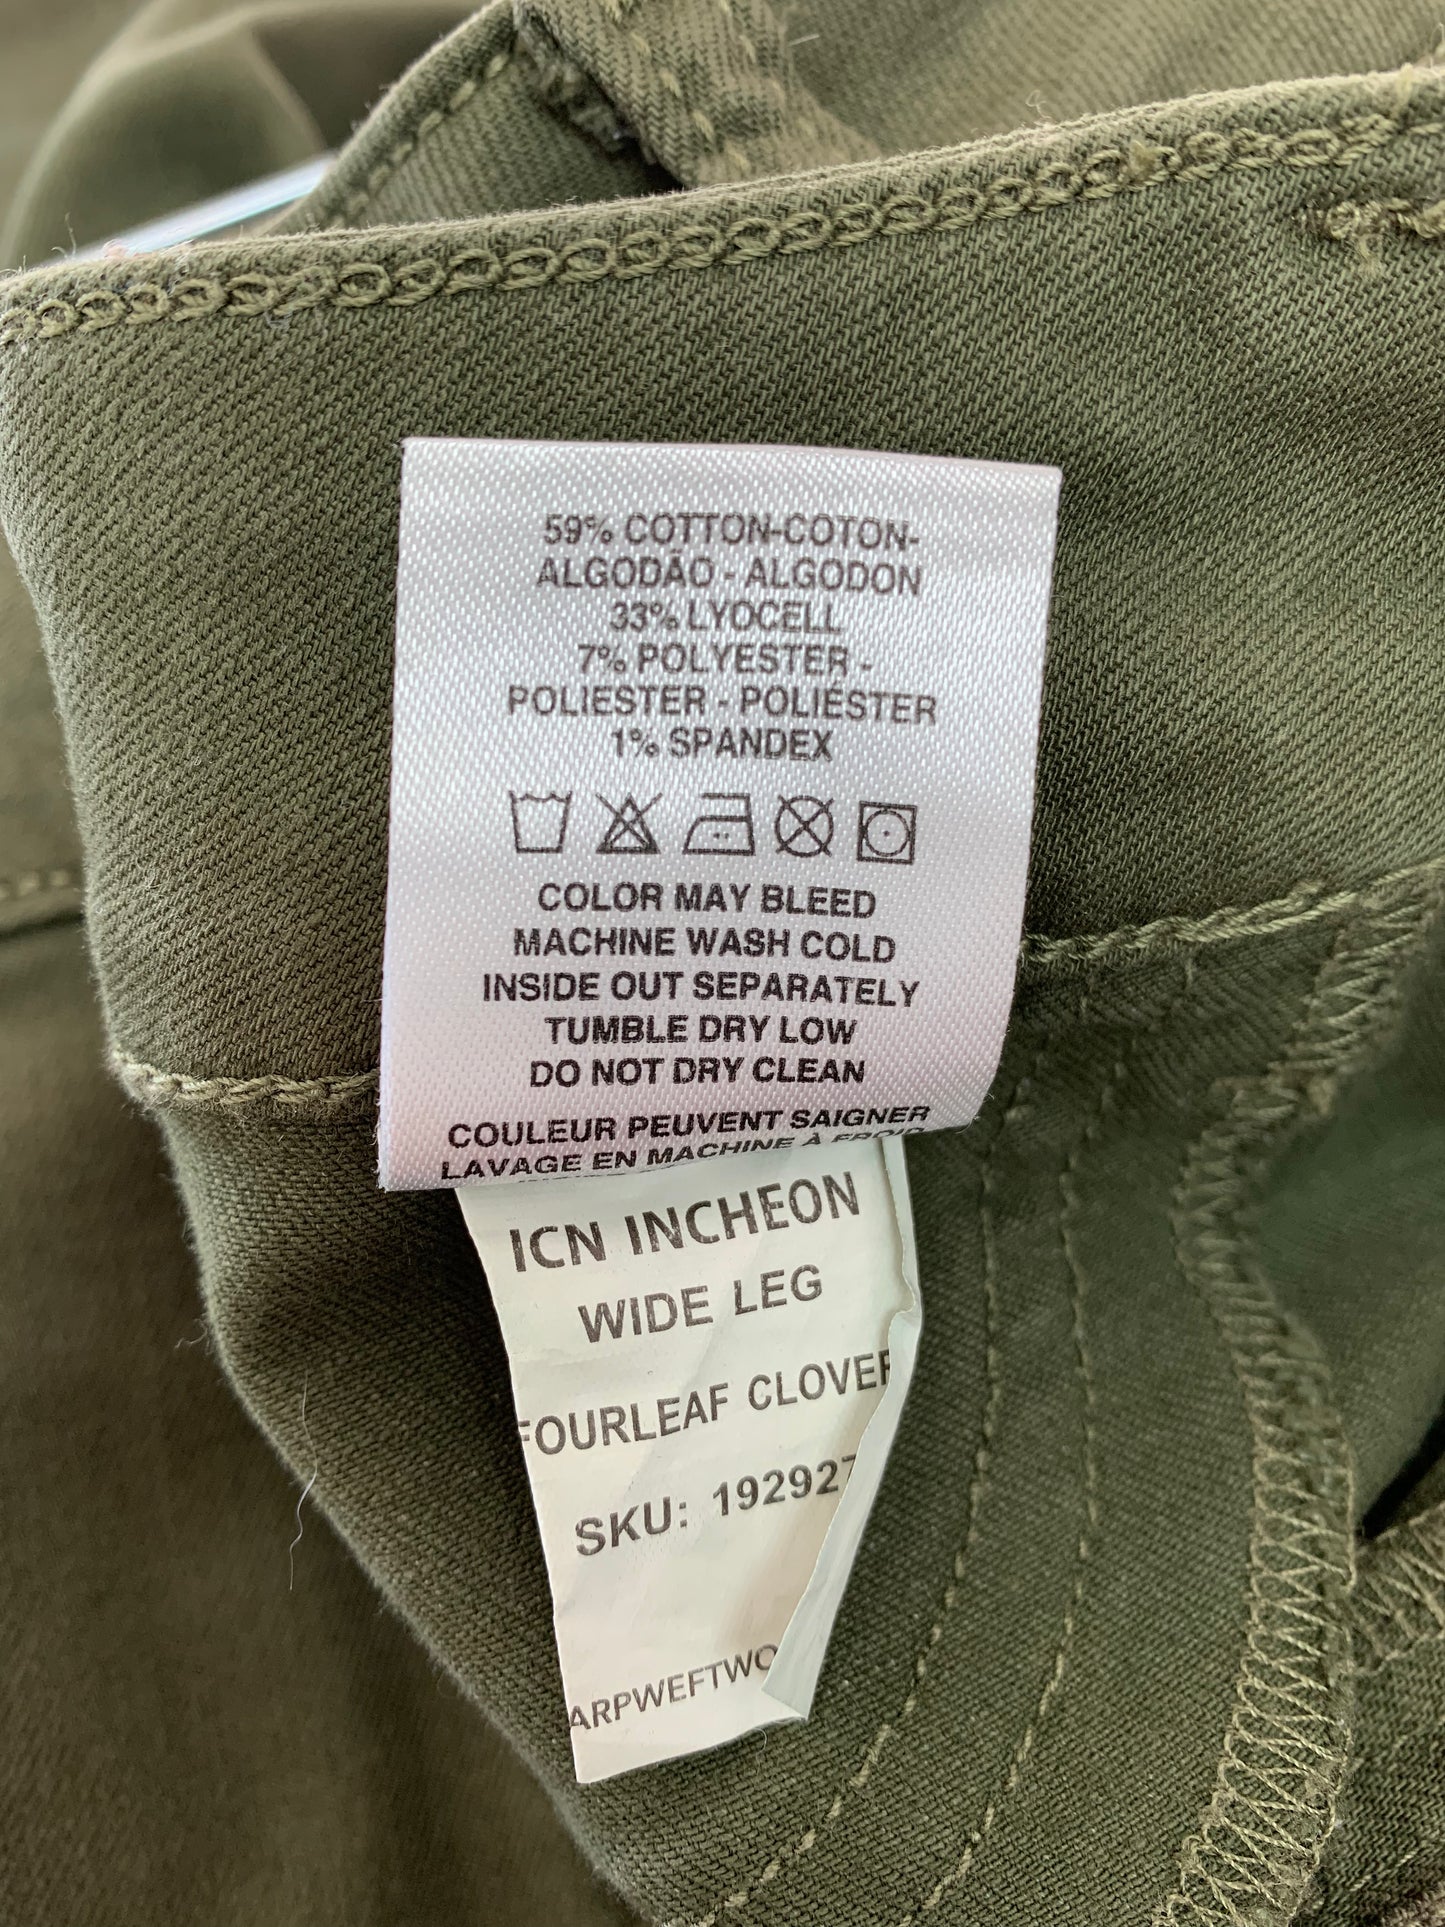 59% COTTON-COTON-
ALGODÃO - ALGODON
33% LYOCELL
7% POLYESTER -
POLIESTER - POLIÉSTER
1% SPANDEX
COLOR MAY BLEED
MACHINE WASH COLD
INSIDE OUT SEPARATELY
TUMBLE DRY LOW
DO NOT DRY CLEAN
COULEUR PEUVENT SAIGNER
LAVAGE EN MACHINE À FROID
ICN INCHEON
WIDE LEG
FOURLEAF CLOVER
SKU: 192927
ARPWEFTWO